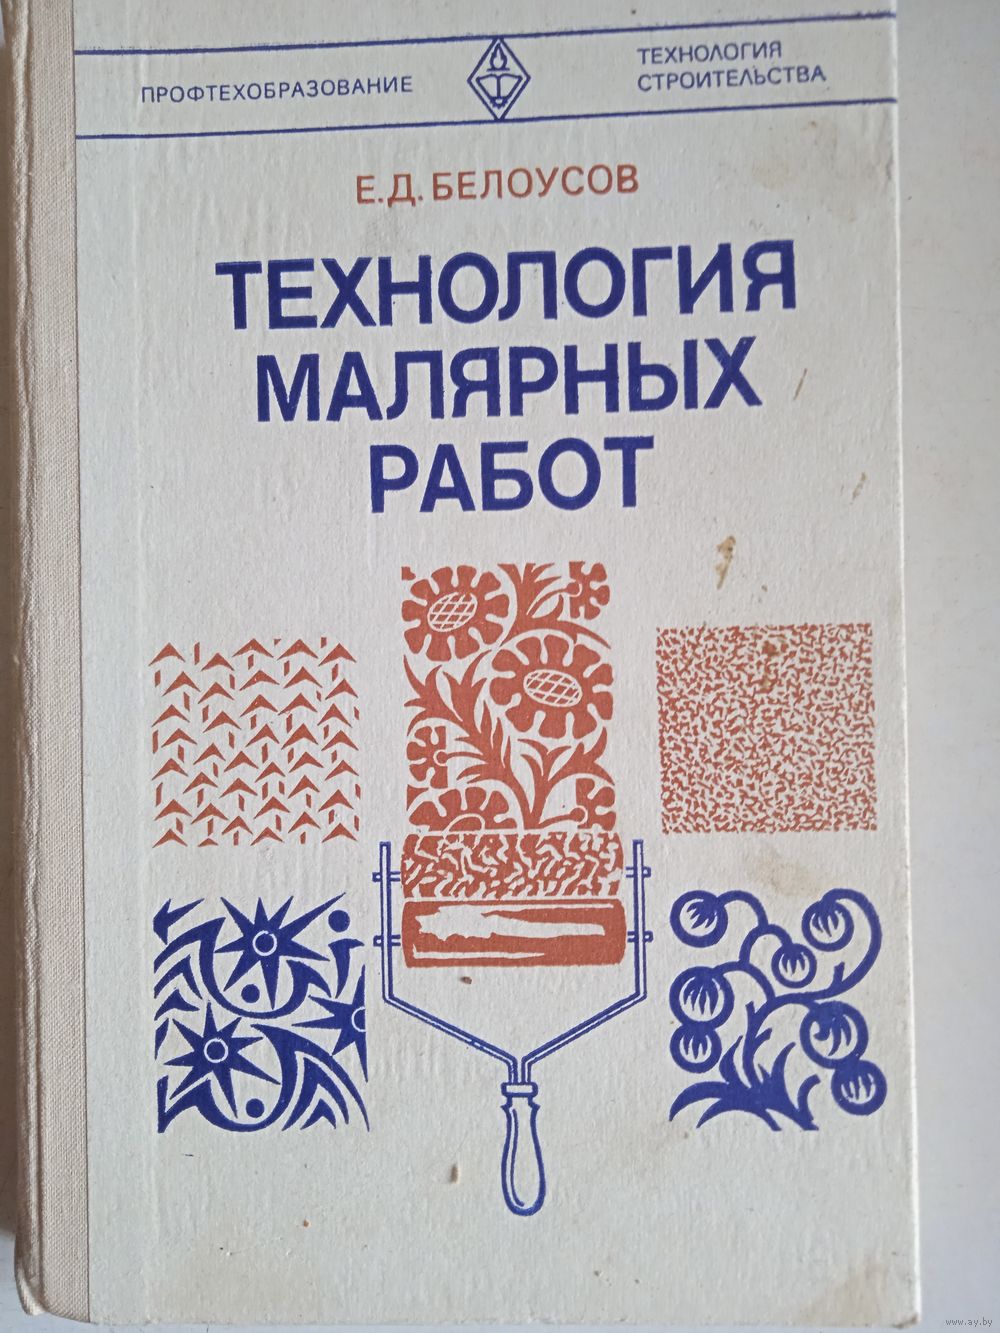 ПРОФТЕХОБРАЗОВАНИЕ
ТЕХНОЛОГИЯ
СТРОИТЕЛЬСТВА
Е.Д. БЕЛОУСОВ
ТЕХНОЛОГИЯ
МАЛЯРНЫХ
РАБОТ
www.ay.by